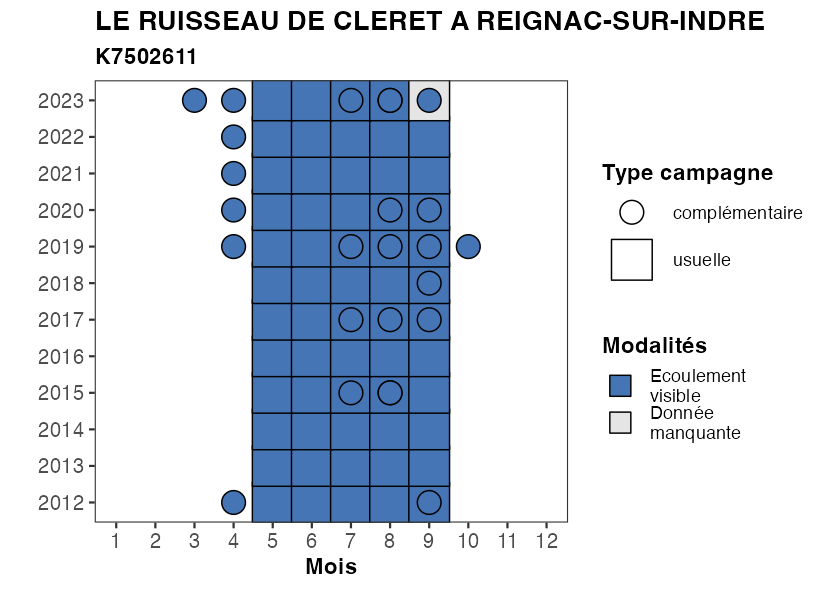 LE RUISSEAU DE CLERET A REIGNAC-SUR-INDRE
K7502611
2023
2022
2021
2020
2019
2018
2017
2016
2015
2014
2013
2012
1 2 3 4 5 6 7 8 9 10 11 12
Mois
Type campagne
complémentaire
usuelle
Modalités
Ecoulement
visible
Donnée
manquante